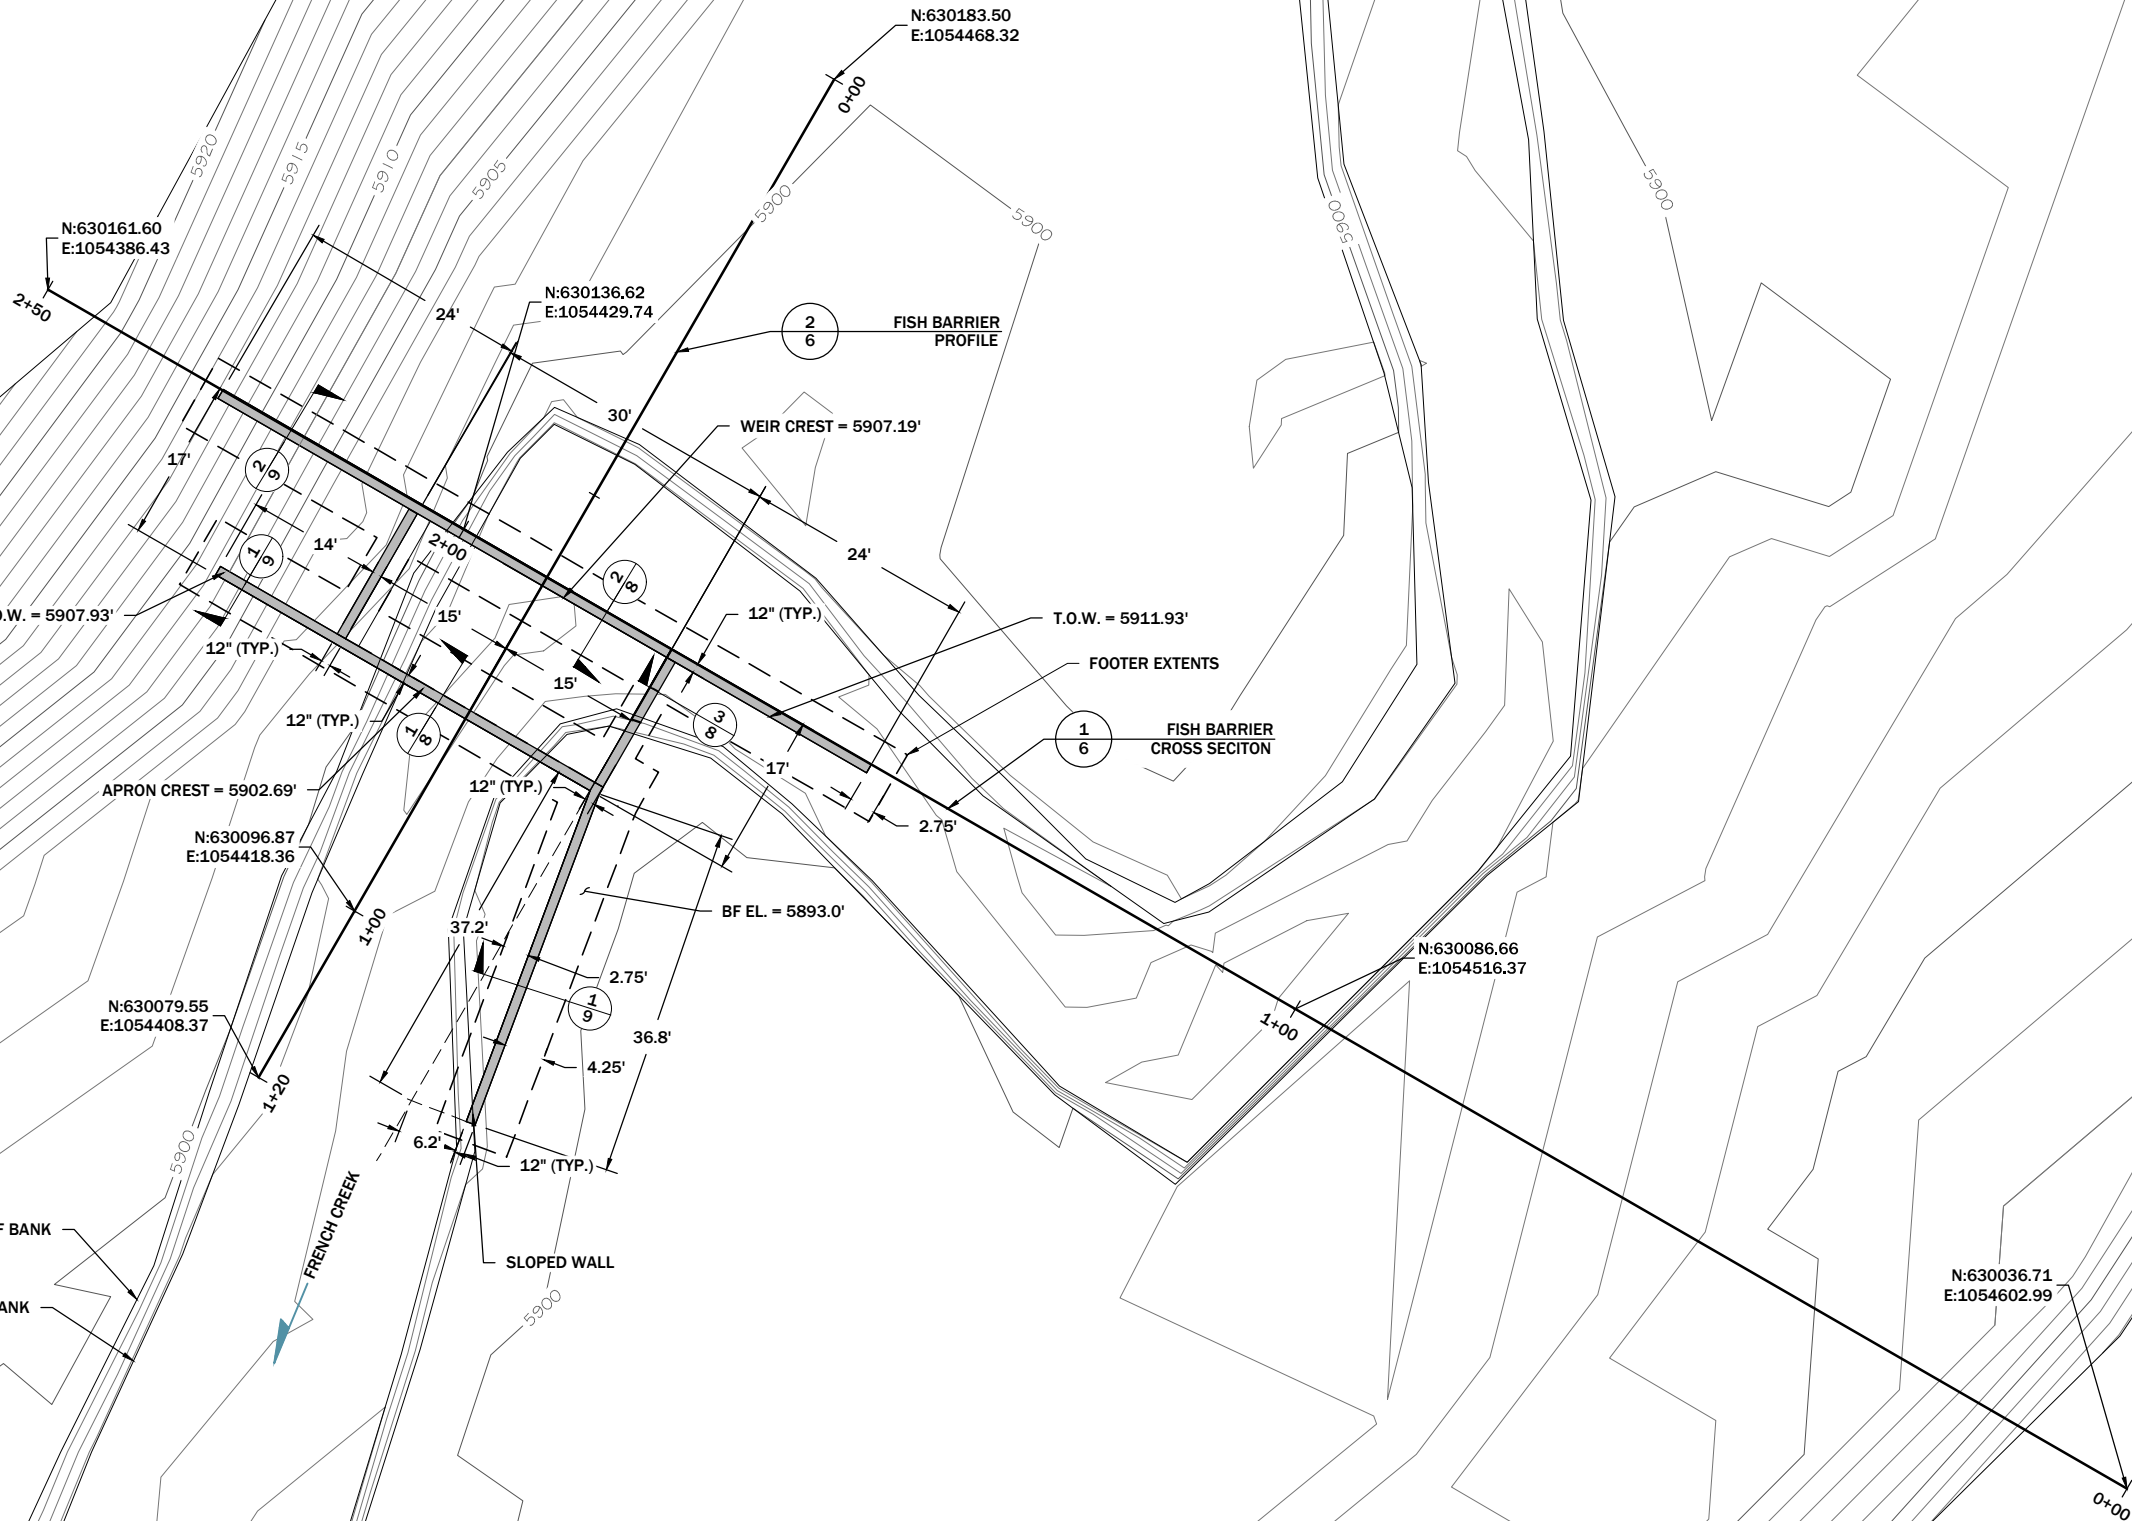 N:630183.50
E:1054468.32
0+00
5920
5915
5910
5905
5900
5900
5900
5900
N:630161.60
E:1054386.43
2+50
24'
N:630136.62
E:1054429.74
2
6
FISH BARRIER
PROFILE
30'
WEIR CREST = 5907.19'
17'
2
9
14'
1
9
2+00
24'
2
8
15'
12" (TYP.)
T.O.W. = 5911.93'
.W. = 5907.93'
12" (TYP.)
FOOTER EXTENTS
15'
12" (TYP.)
1
8
3
8
1
6
FISH BARRIER
CROSS SECITON
17'
APRON CREST = 5902.69'
12" (TYP.)
2.75'
N:630096.87
E:1054418.36
1+00
BF EL. = 5893.0'
37.2'
N:630086.66
E:1054516.37
2.75'
1
9
N:630079.55
E:1054408.37
1+00
36.8'
4.25'
1+20
5900
6.2'
12" (TYP.)
FRENCH CREEK
F BANK
SLOPED WALL
5900
ANK
N:630036.71
E:1054602.99
0+00